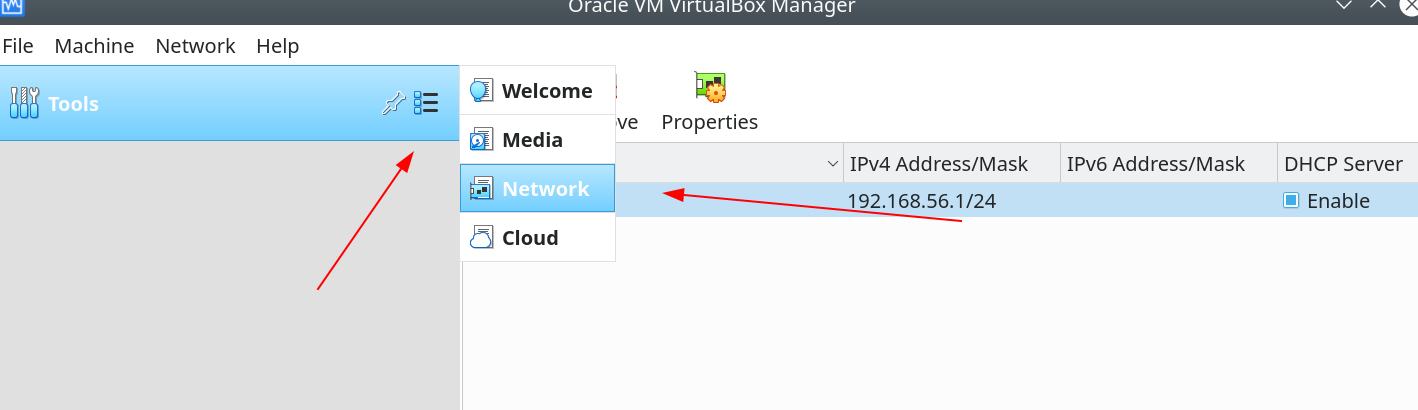 Oracle VM VirtualBox Manager
File Machine Network Help
Tools
Welcome
Media
Network
Cloud
ve Properties
IPv4 Address/Mask IPv6 Address/Mask DHCP Server
192.168.56.1/24 Enable